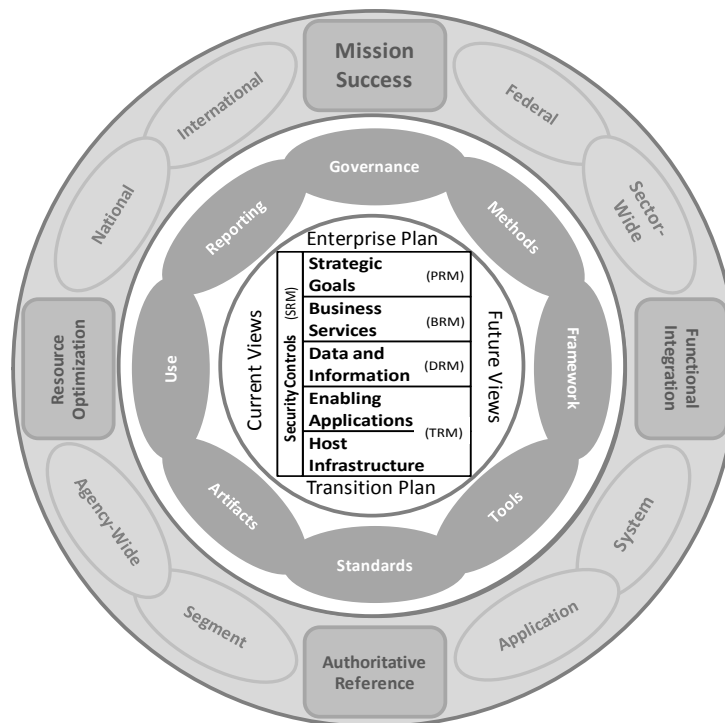 Mission
Success
International
Federal
National
Sector-
Wide
Governance
Reporting
Methods
Enterprise Plan
Strategic
Goals
(PRM)
Business
Services
(BRM)
Data and
Information
(DRM)
Enabling
Applications
(TRM)
Host
Infrastructure
Security Controls (SRM)
Current Views
Future Views
Transition Plan
Use
Framework
Resource
Optimization
Functional
Integration
Artifacts
Tools
Standards
Agency-Wide
System
Segment
Application
Authoritative
Reference